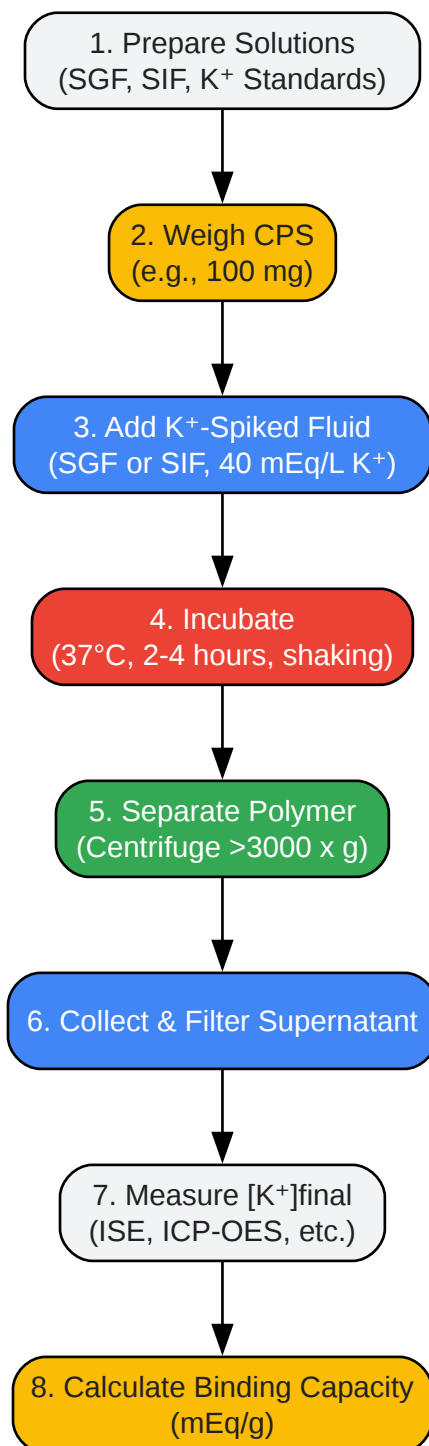 1. Prepare Solutions
(SGF, SIF, K⁺ Standards)
2. Weigh CPS
(e.g., 100 mg)
3. Add K⁺-Spiked Fluid
(SGF or SIF, 40 mEq/L K⁺)
4. Incubate
(37°C, 2-4 hours, shaking)
5. Separate Polymer
(Centrifuge >3000 x g)
6. Collect & Filter Supernatant
7. Measure [K⁺]final
(ISE, ICP-OES, etc.)
8. Calculate Binding Capacity
(mEq/g)